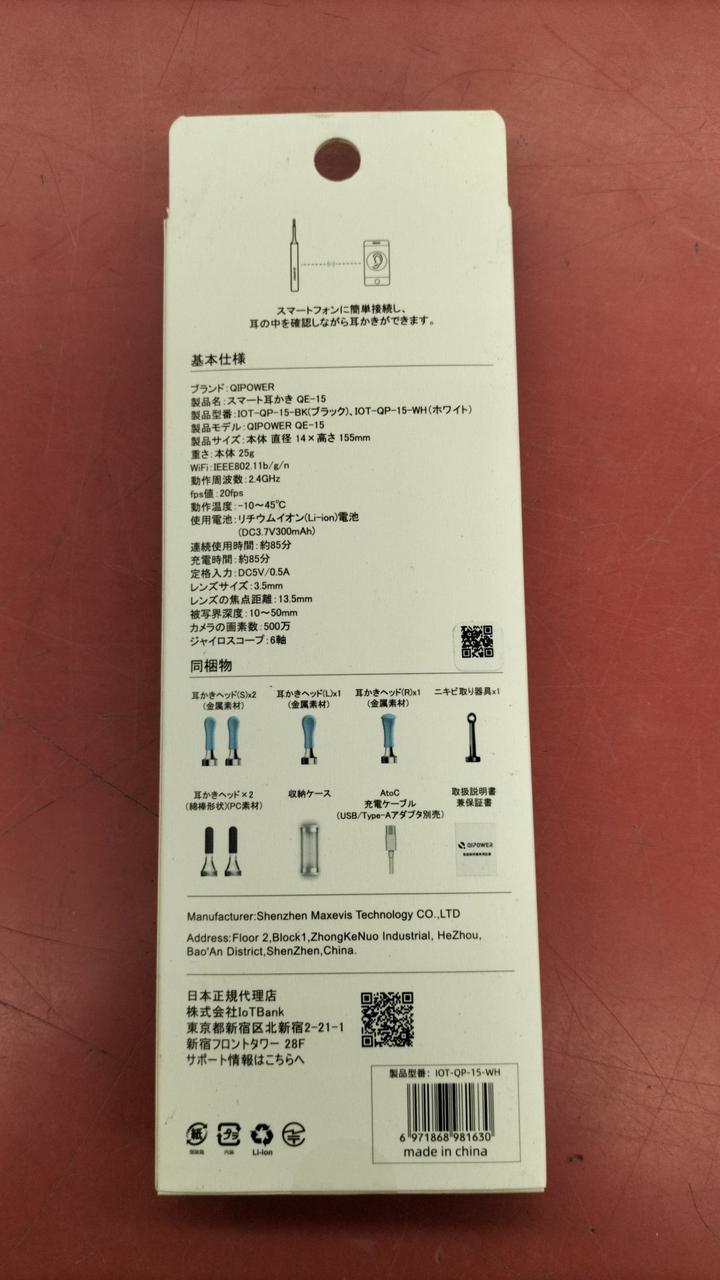 スマートフォンに簡単接続し、
耳の中を確認しながら耳かきができます。
基本仕様
ブランド:QIPOWER
製品名:スマート耳かき QE-15
製品型番:IOT-QP-15-BK(ブラック)、IOT-QP-15-WH(ホワイト)
製品モデル:QIPOWER QE-15
製品サイズ:本体 直径 14×高さ 155mm
重さ:本体 25g
WiFi:IEEE802.11b/g/n
動作周波数:2.4GHz
fps値:20fps
動作温度:-10〜45℃
使用電池:リチウムイオン(Li-ion)電池
(DC3.7V300mAh)
連続使用時間:約85分
充電時間:約85分
定格入力:DC5V/0.5A
レンズサイズ:3.5mm
レンズの焦点距離:13.5mm
被写界深度:10〜50mm
カメラの画素数:500万
ジャイロスコープ:6軸
同梱物
耳かきヘッド(S)x2
(金属素材)
耳かきヘッド(L)x1
(金属素材)
耳かきヘッド(R)x1
(金属素材)
ニキビ取り器具x1
耳かきヘッド×2
(綿棒形状)(PC素材)
収納ケース
AtoC
充電ケーブル
(USB/Type-Aアダプタ別売)
取扱説明書
兼保証書
QIPOWER
Manufacturer:Shenzhen Maxevis Technology CO.,LTD
Address:Floor 2,Block1,ZhongKeNuo Industrial, HeZhou,
Bao'An District,ShenZhen,China.
日本正規代理店
株式会社IoTBank
東京都新宿区北新宿2-21-1
新宿フロントタワー 28F
サポート情報はこちらへ
製品型番: IOT-QP-15-WH
6 971868 981630
made in china
紙
プラ
内装
Li-ion